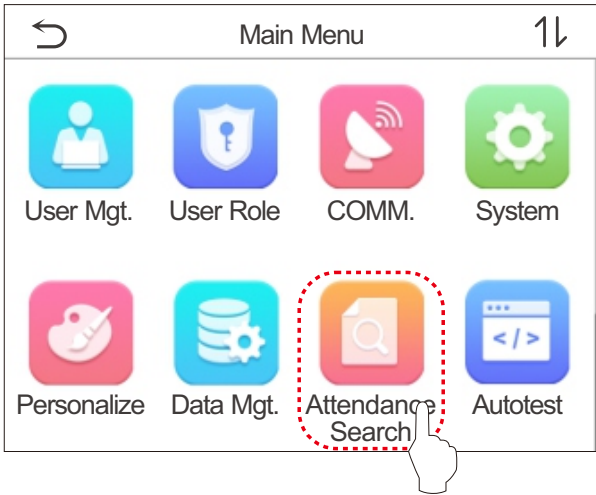 Main Menu
User Mgt. User Role COMM. System
</>
Personalize Data Mgt. Attendance Autotest
Search